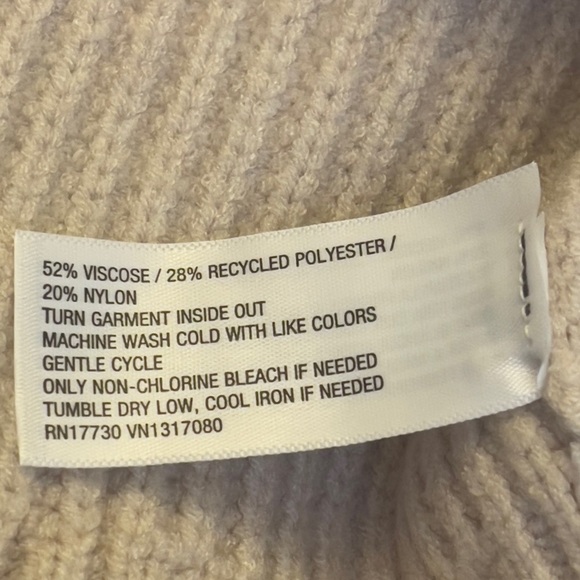 52% VISCOSE / 28% RECYCLED POLYESTER /
20% NYLON
TURN GARMENT INSIDE OUT
MACHINE WASH COLD WITH LIKE COLORS
GENTLE CYCLE
ONLY NON-CHLORINE BLEACH IF NEEDED
TUMBLE DRY LOW, COOL IRON IF NEEDED
RN17730 VN1317080